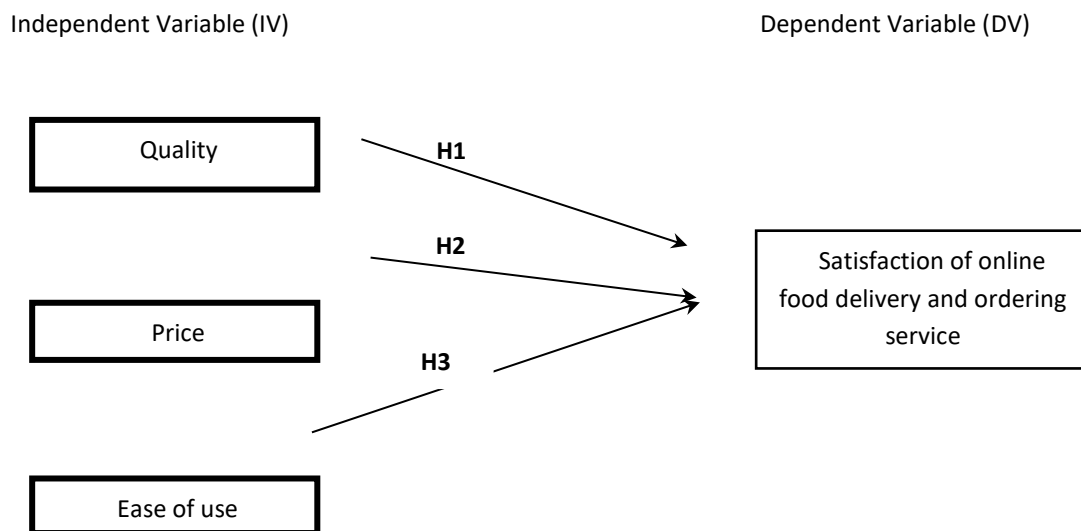 Independent Variable (IV)
Dependent Variable (DV)
Quality
H1
H2
Satisfaction of online
food delivery and ordering
service
Price
H3
Ease of use